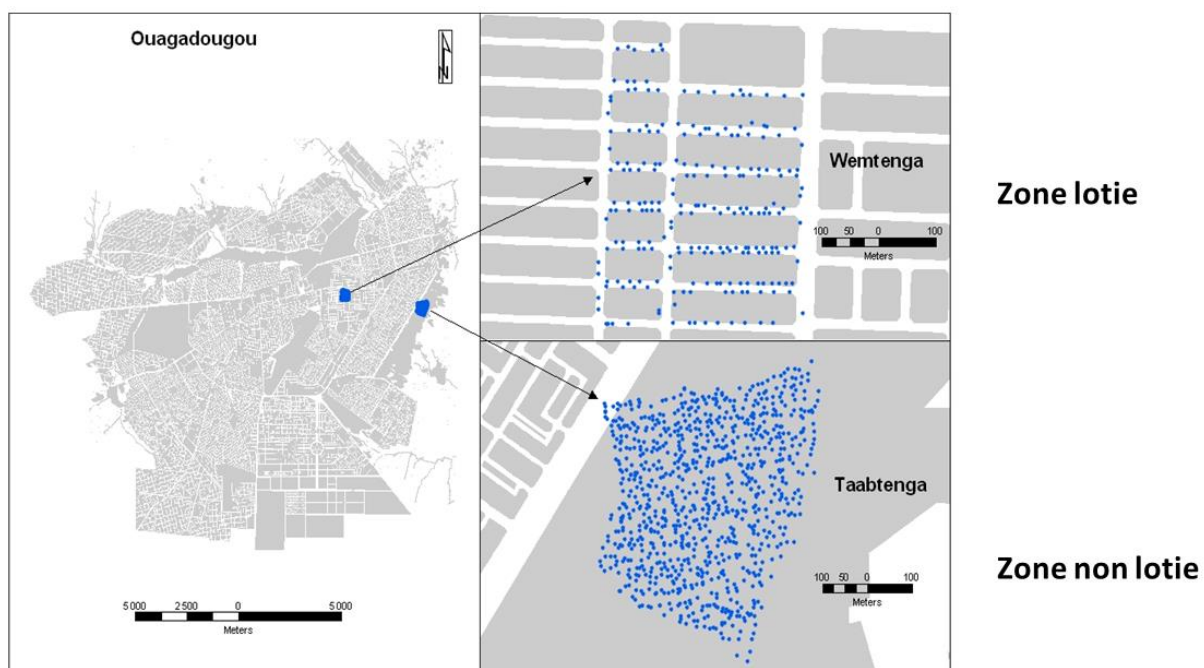 Ouagadougou
N
5 000 2 500 0 5 000
Meters
Wemtenga
100 50 0 100
Meters
Zone lotie
Taabtenga
100 50 0 100
Meters
Zone non lotie